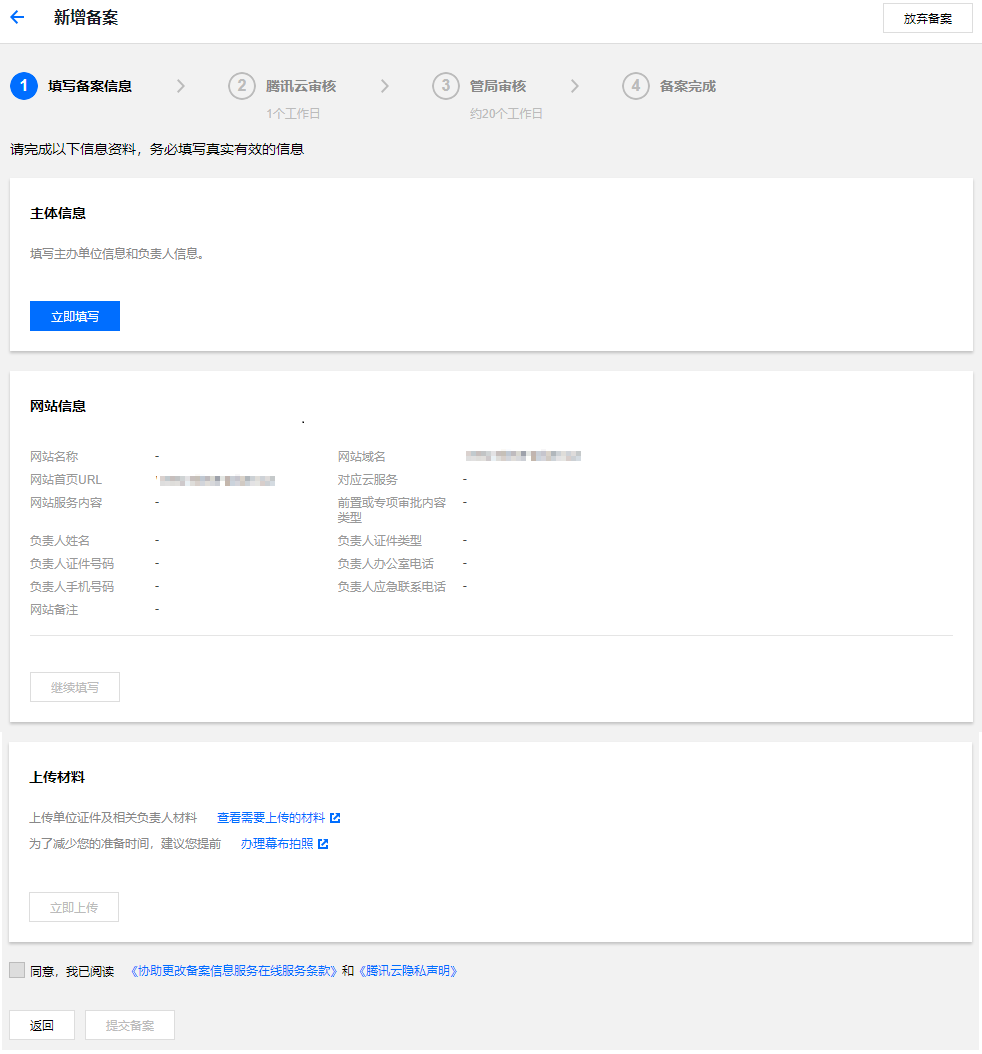 新增备案
放弃备案
1 填写备案信息
2 腾讯云审核
1个工作日
3 管局审核
约20个工作日
4 备案完成
请完成以下信息资料，务必填写真实有效的信息
主体信息
填写主办单位信息和负责人信息。
立即填写
网站信息
网站名称 -
网站域名
网站首页URL
对应云服务 -
网站服务内容 -
前置或专项审批内容
类型 -
负责人姓名 -
负责人证件类型 -
负责人证件号码 -
负责人办公室电话 -
负责人手机号码 -
负责人应急联系电话 -
网站备注 -
继续填写
上传材料
上传单位证件及相关负责人材料 查看需要上传的材料
为了减少您的准备时间，建议您提前 办理幕布拍照
立即上传
同意，我已阅读 《协助更改备案信息服务在线服务条款》和《腾讯云隐私声明》
返回
提交备案